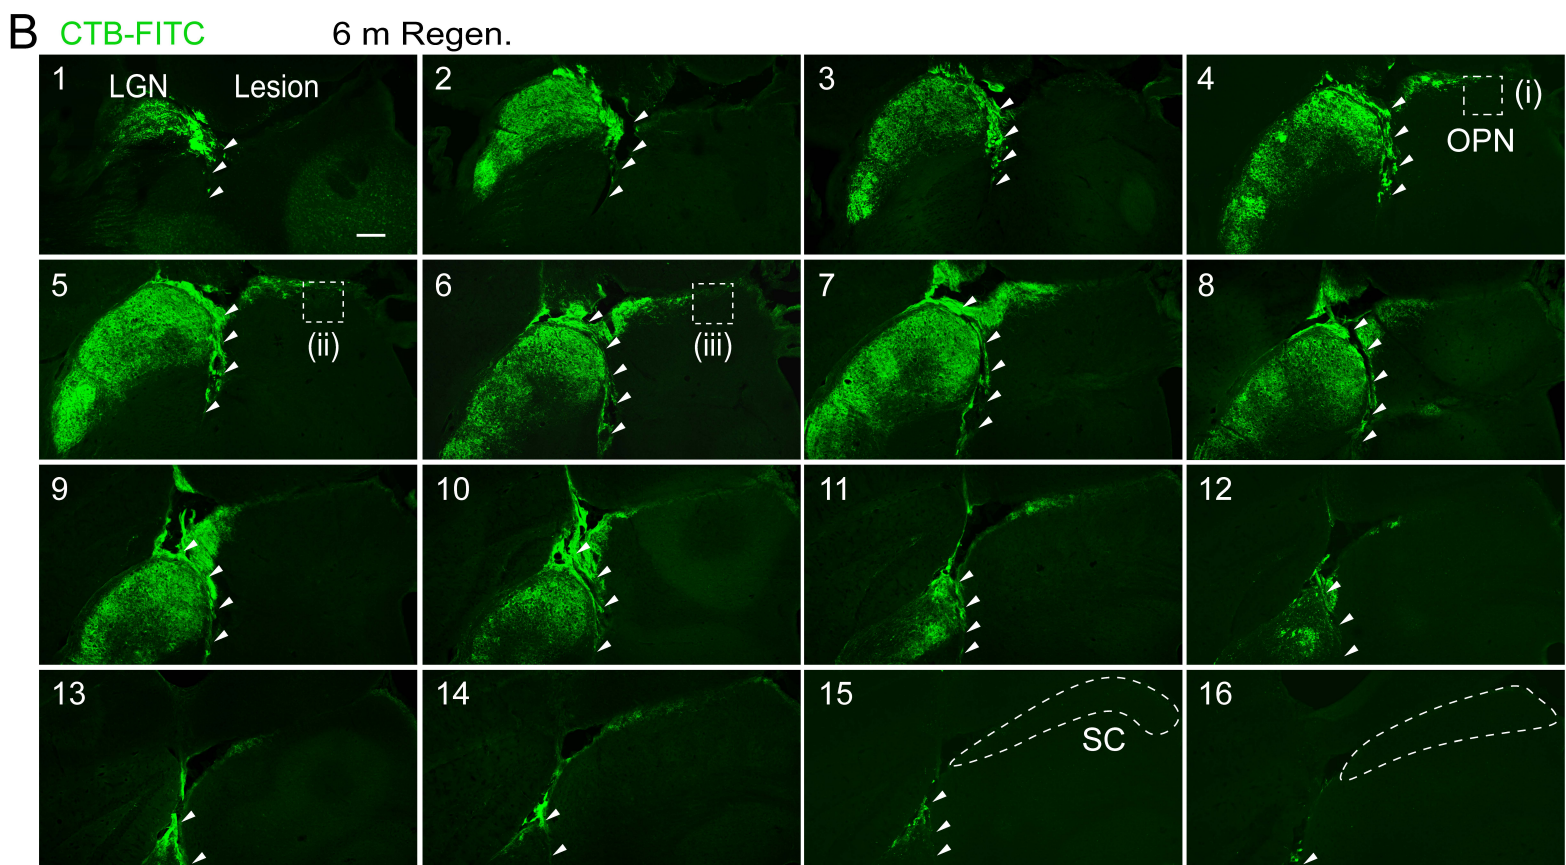 B CTB-FITC 6 m Regen.
1 LGN Lesion
2
3
4 (i)
OPN
5
(ii)
6
(iii)
7
8
9
10
11
12
13
14
15
SC
16